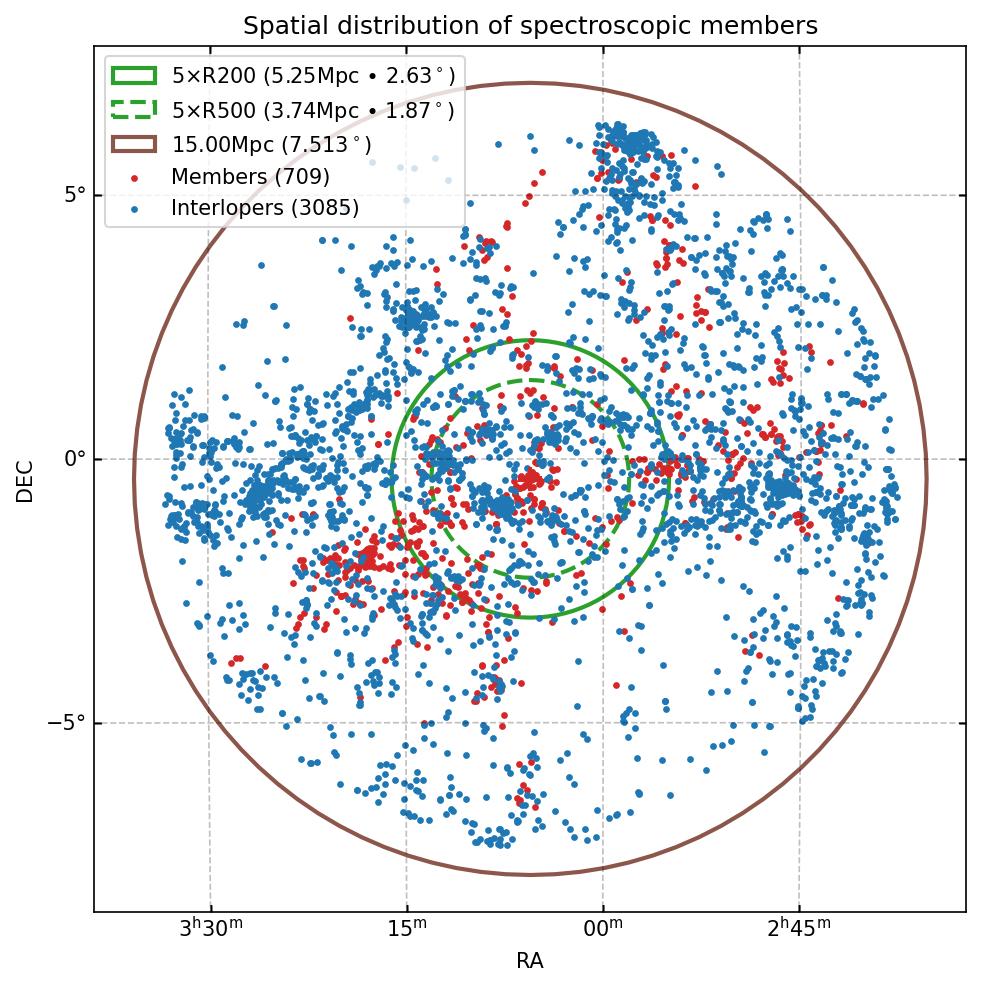 Spatial distribution of spectroscopic members
5×R200 (5.25Mpc • 2.63°)
5×R500 (3.74Mpc • 1.87°)
15.00Mpc (7.513°)
Members (709)
Interlopers (3085)
5°
0°
DEC
−5°
3ʰ30ᵐ 15ᵐ 00ᵐ 2ʰ45ᵐ
RA